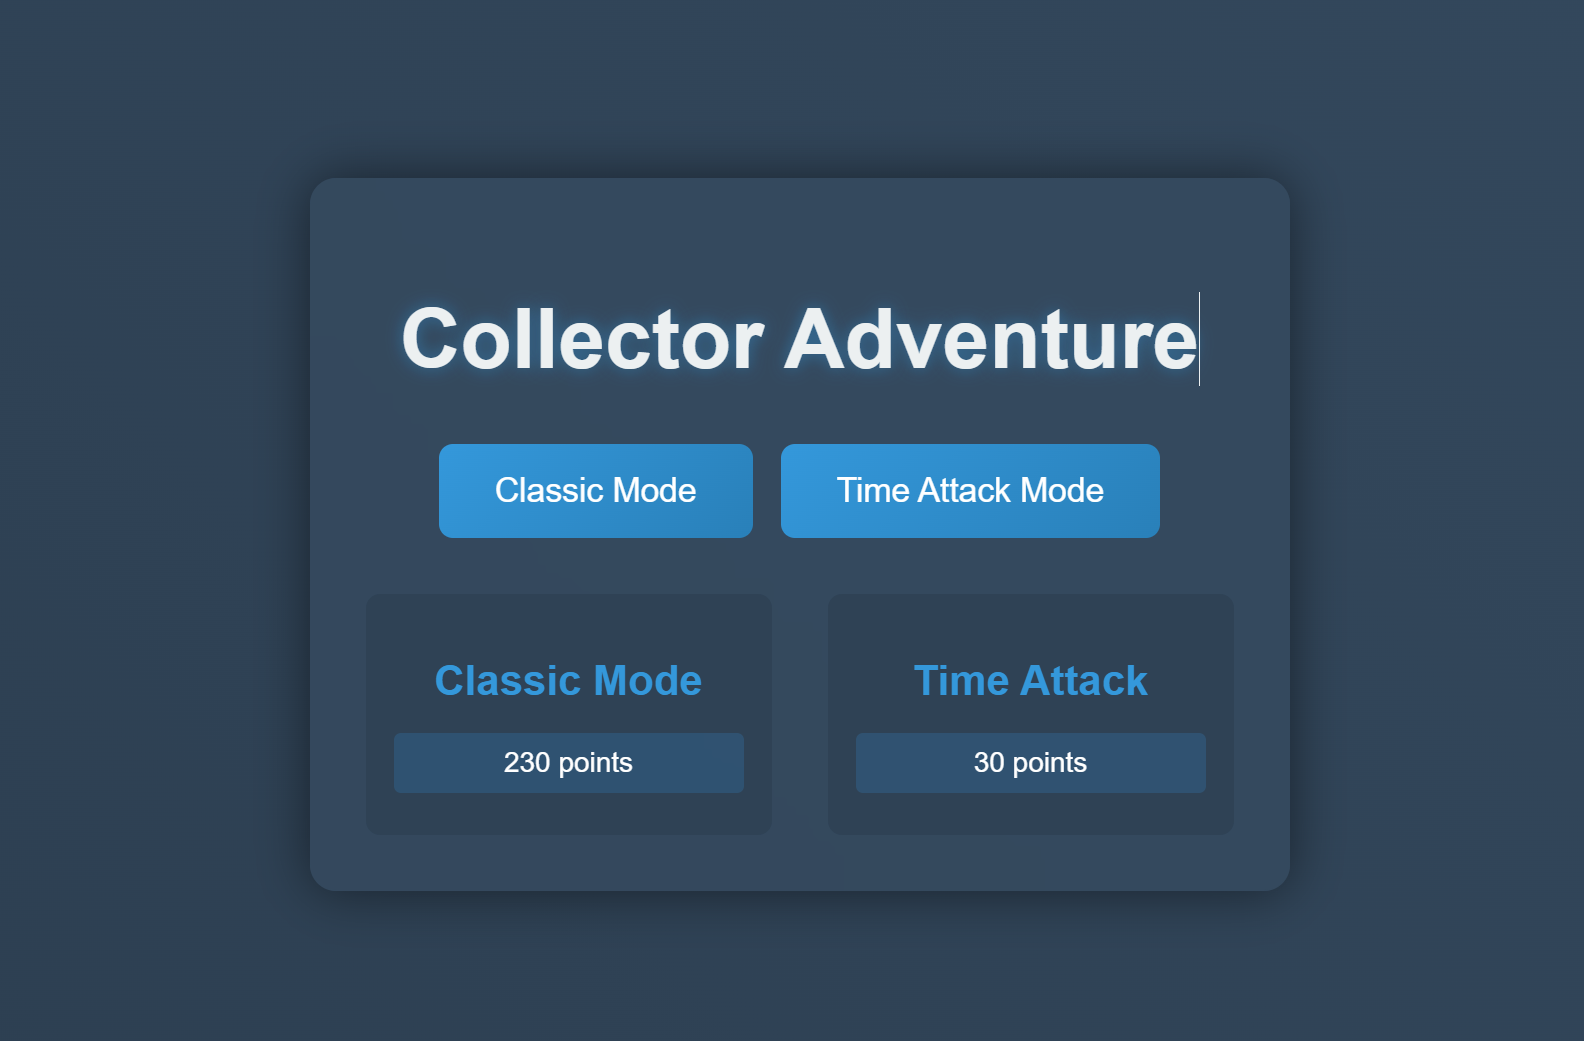 Collector Adventure
Classic Mode
Time Attack Mode
Classic Mode
230 points
Time Attack
30 points